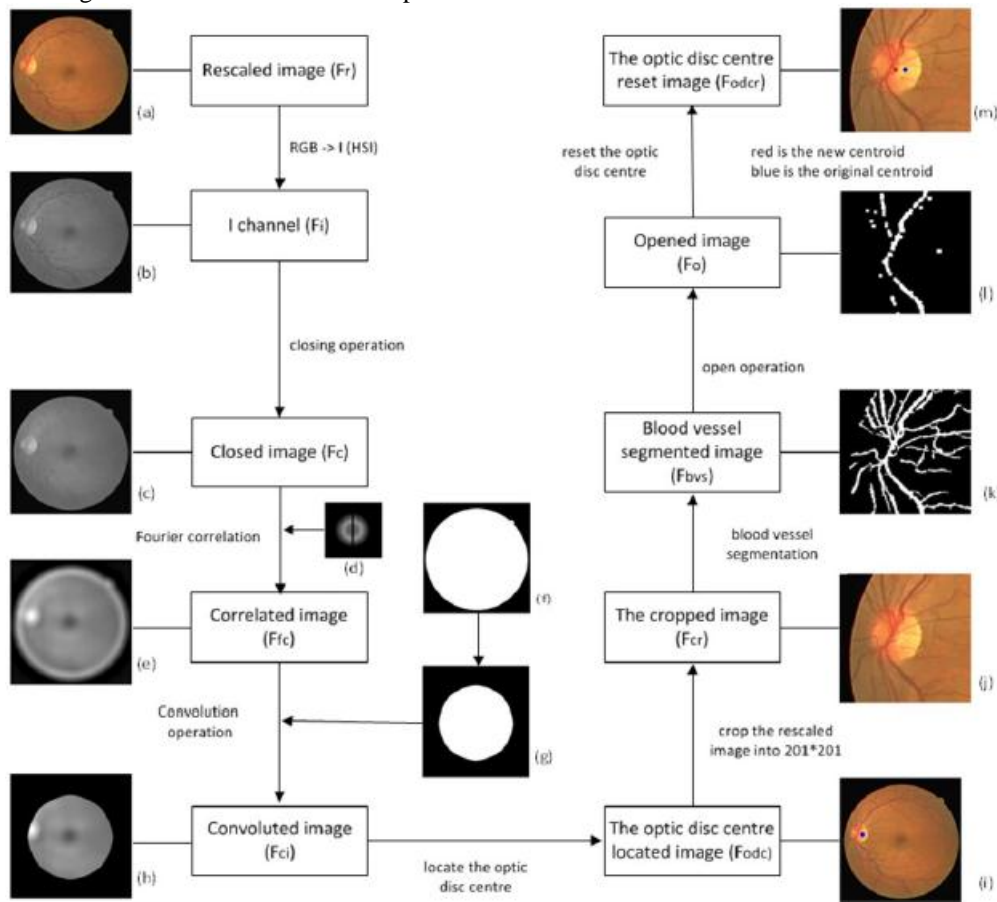 Rescaled image (Fr)
(a)
RGB -> I (HSI)
I channel (Fi)
(b)
closing operation
Closed image (Fc)
(c)
Fourier correlation
(d)
Correlated image
(Ffc)
(e)
(f)
Convolution
operation
(g)
Convoluted image
(Fci)
(h)
locate the optic
disc centre
The optic disc centre
located image (Fodc)
(i)
crop the rescaled
image into 201*201
The cropped image
(Fcr)
(j)
blood vessel
segmentation
Blood vessel
segmented image
(Fbvs)
(k)
open operation
Opened image
(Fo)
(l)
reset the optic
disc centre
red is the new centroid
blue is the original centroid
The optic disc centre
reset image (Fodcr)
(m)